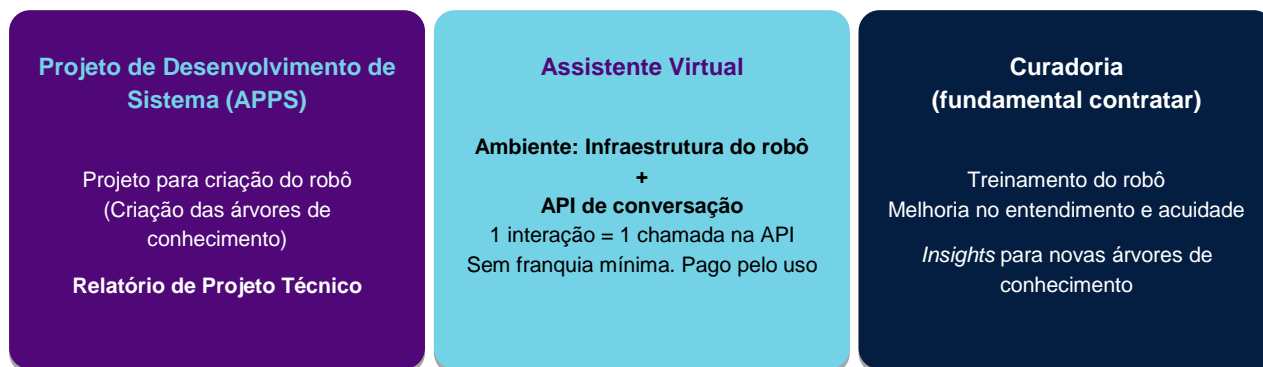 Projeto de Desenvolvimento de
Sistema (APPS)
Projeto para criação do robô
(Criação das árvores de
conhecimento)
Relatório de Projeto Técnico
Assistente Virtual
Ambiente: Infraestrutura do robô
+
API de conversação
1 interação = 1 chamada na API
Sem franquia mínima. Pago pelo uso
Curadoria
(fundamental contratar)
Treinamento do robô
Melhoria no entendimento e acuidade
Insights para novas árvores de
conhecimento